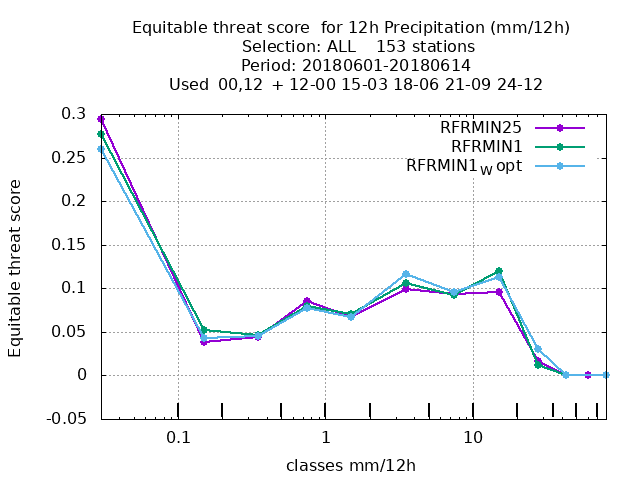 Equitable threat score  for 12h Precipitation (mm/12h)
Selection: ALL    153 stations
Period: 20180601-20180614
Used  00,12  + 12-00 15-03 18-06 21-09 24-12
RFRMIN25
RFRMIN1
RFRMIN1W opt
0.3
0.25
0.2
0.15
0.1
0.05
0
-0.05
Equitable threat score
0.1 1 10
classes mm/12h